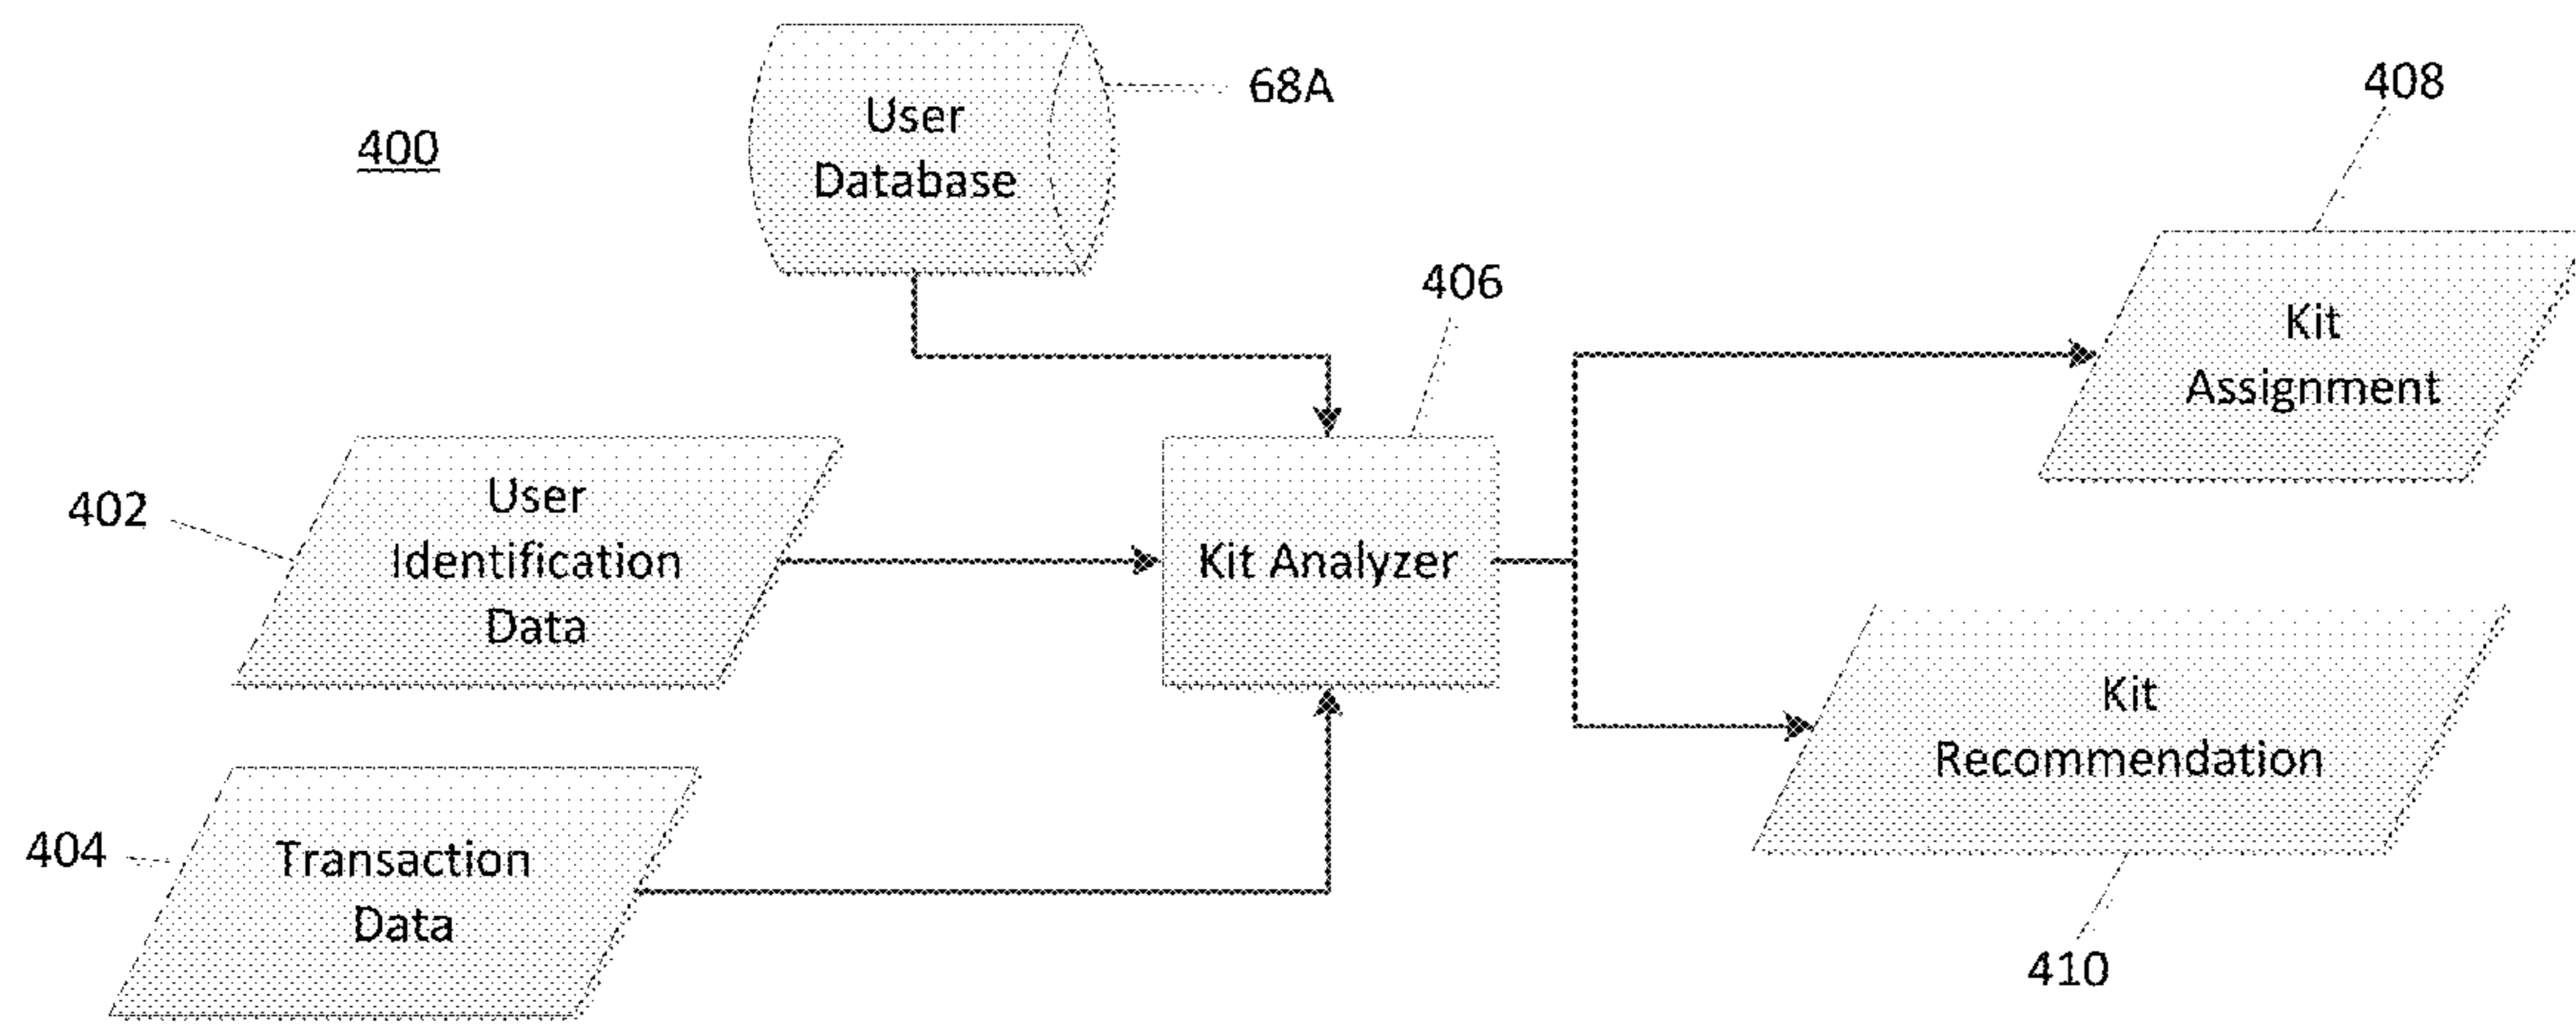 400
User
Database
68A
408
406
Kit
Assignment
402
User
Identification
Data
Kit Analyzer
Kit
Recommendation
404
Transaction
Data
410